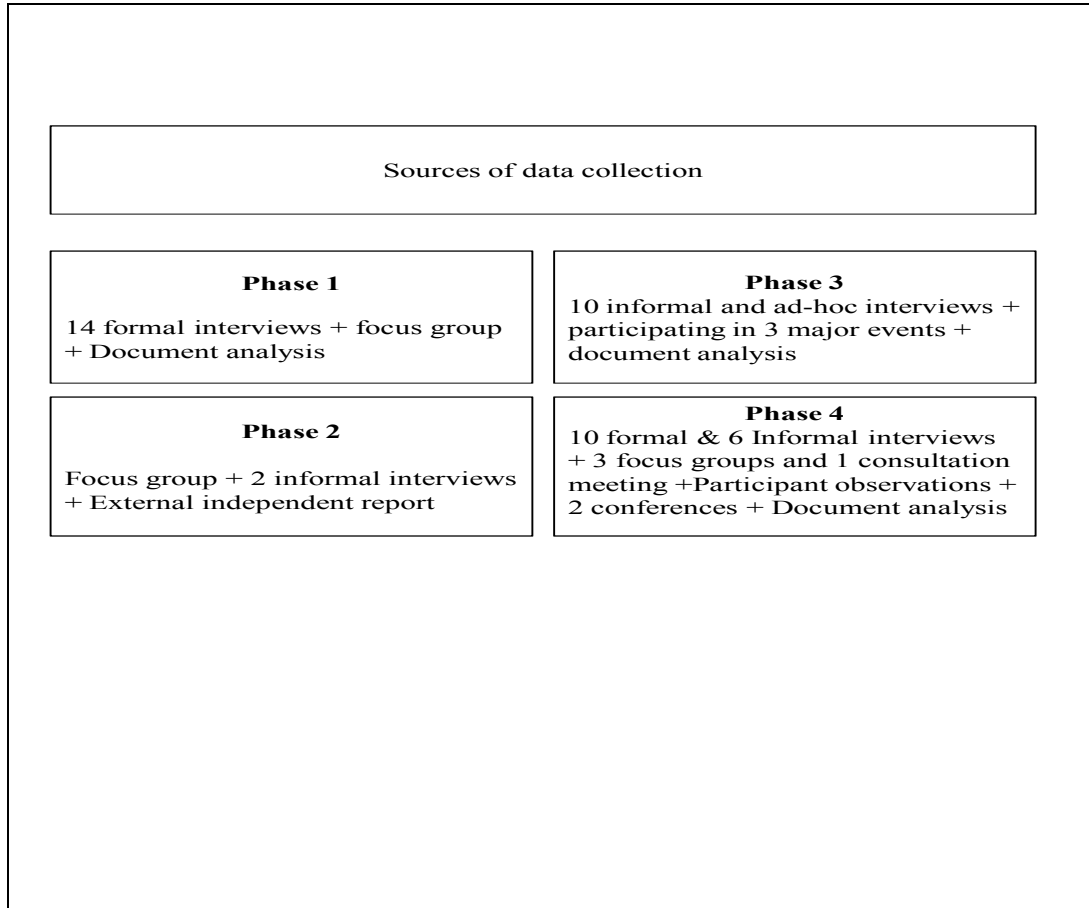 Sources of data collection
Phase 1
14 formal interviews + focus group
+ Document analysis
Phase 2
Focus group + 2 informal interviews
+ External independent report
Phase 3
10 informal and ad-hoc interviews +
participating in 3 major events +
document analysis
Phase 4
10 formal & 6 Informal interviews
+ 3 focus groups and 1 consultation
meeting +Participant observations +
2 conferences + Document analysis